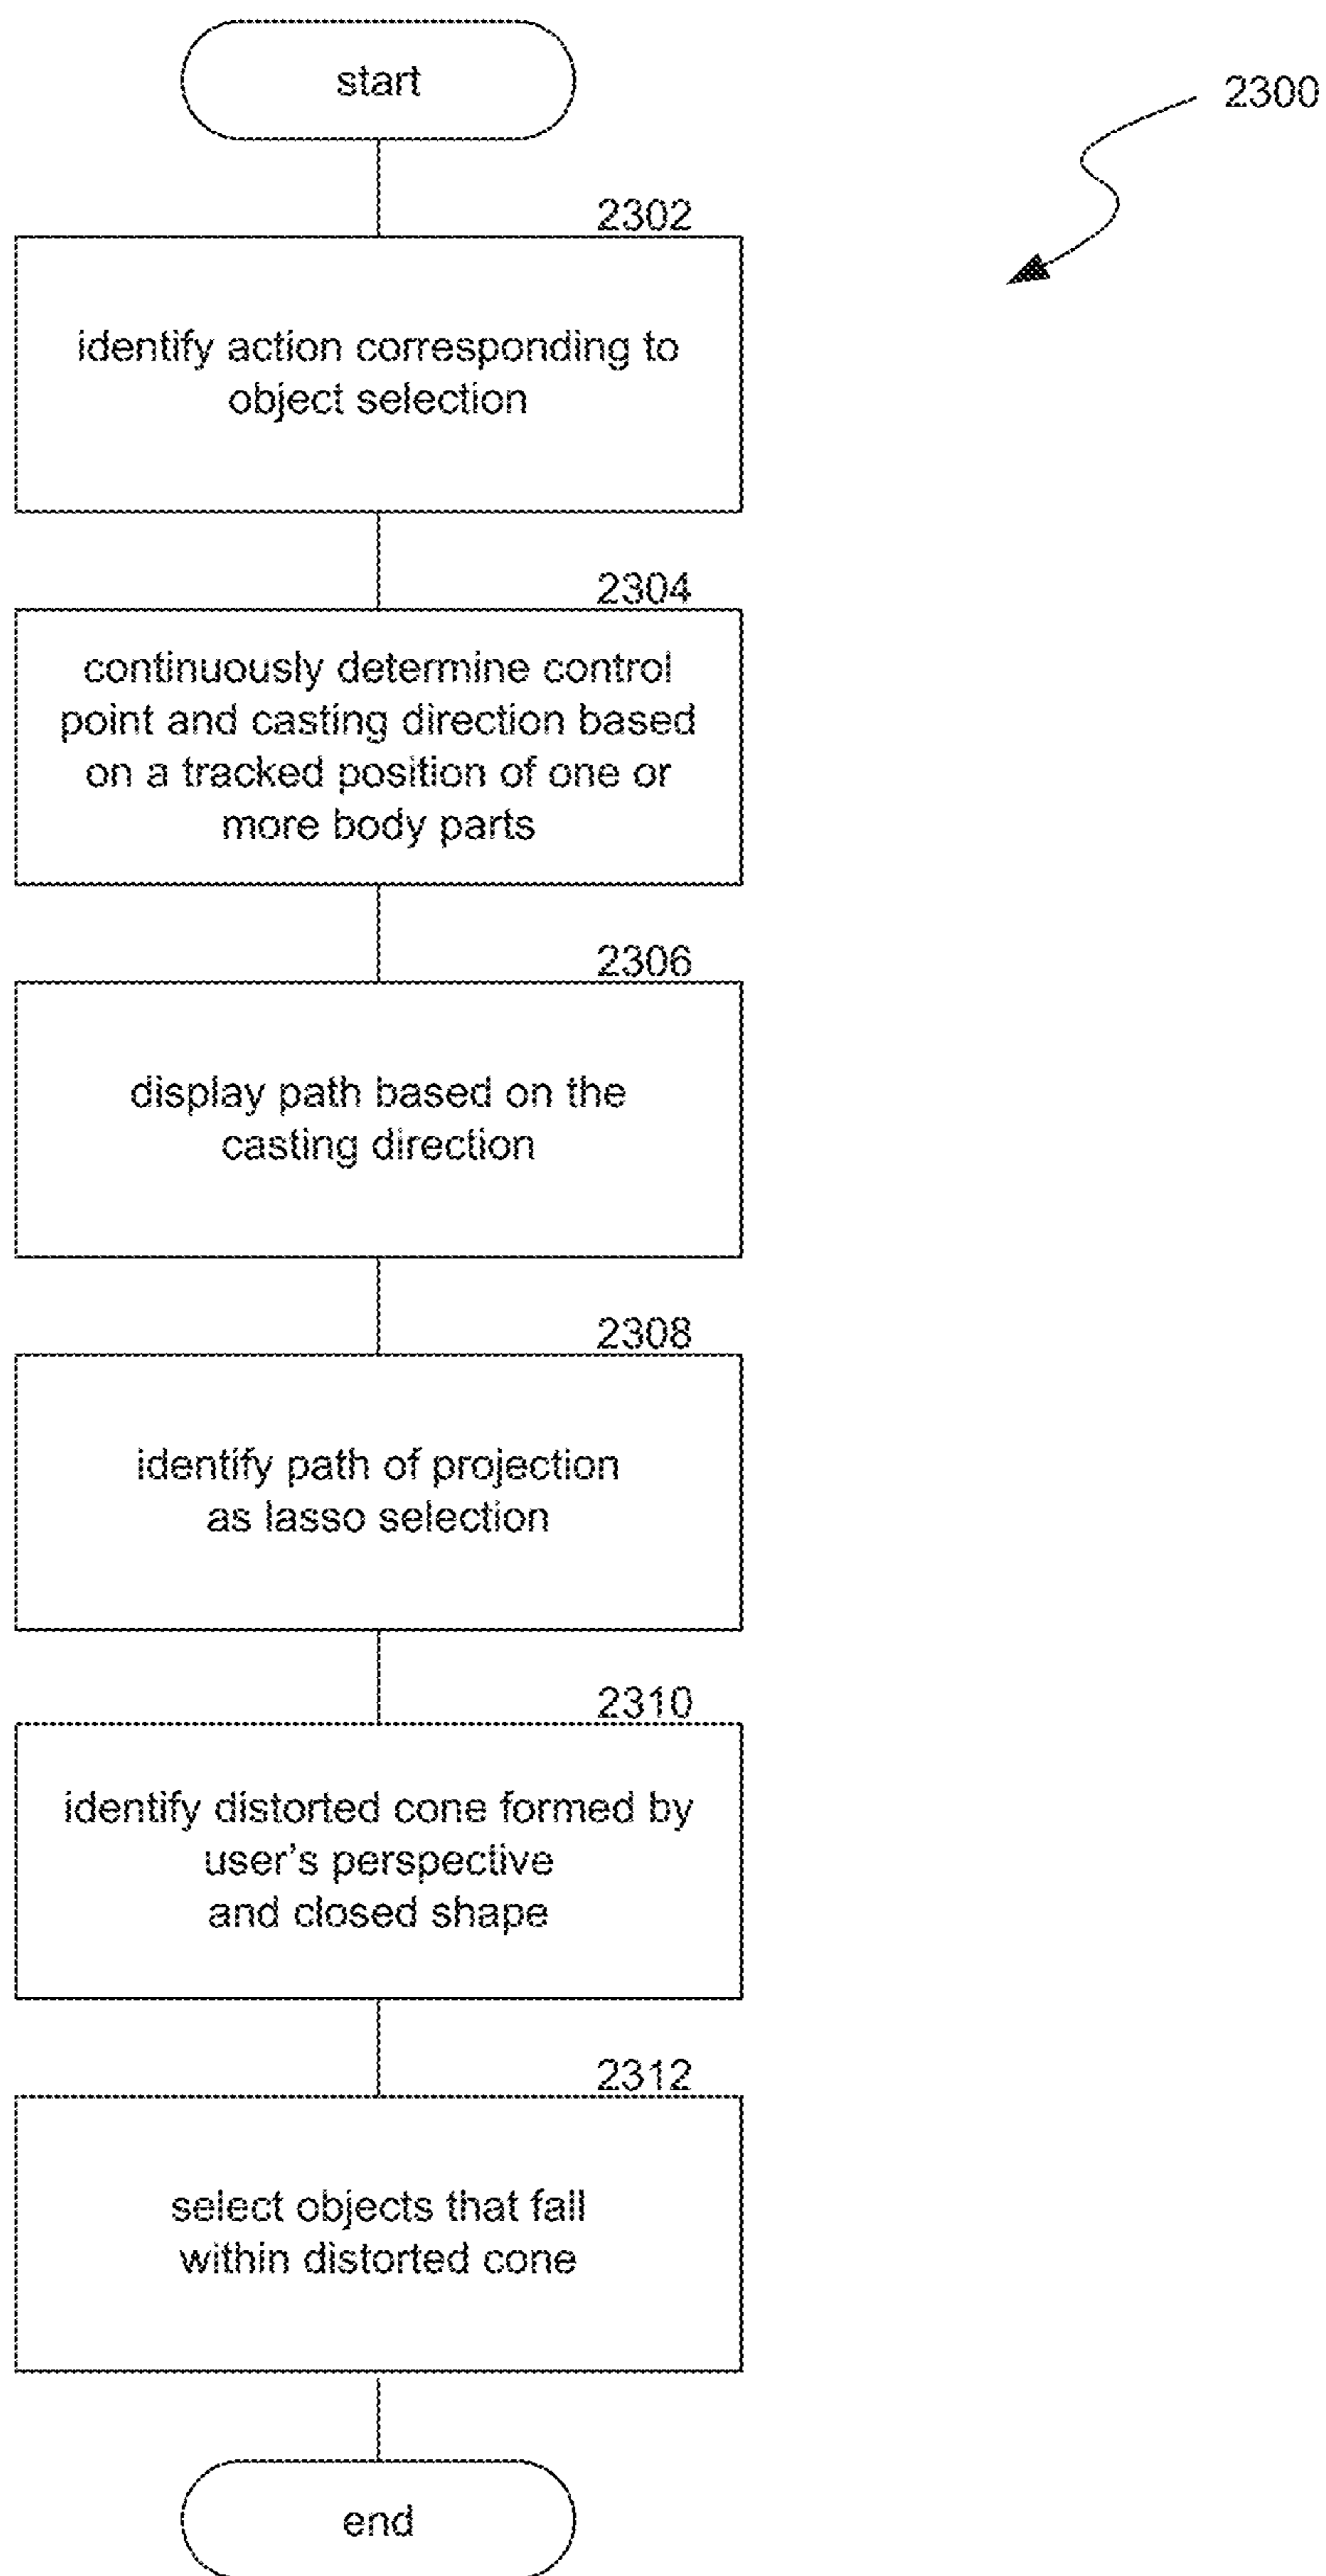 start
2300
2302
identify action corresponding to
object selection
2304
continuously determine control
point and casting direction based
on a tracked position of one or
more body parts
2306
display path based on the
casting direction
2308
identify path of projection
as lasso selection
2310
identify distorted cone formed by
user's perspective
and closed shape
2312
select objects that fall
within distorted cone
end